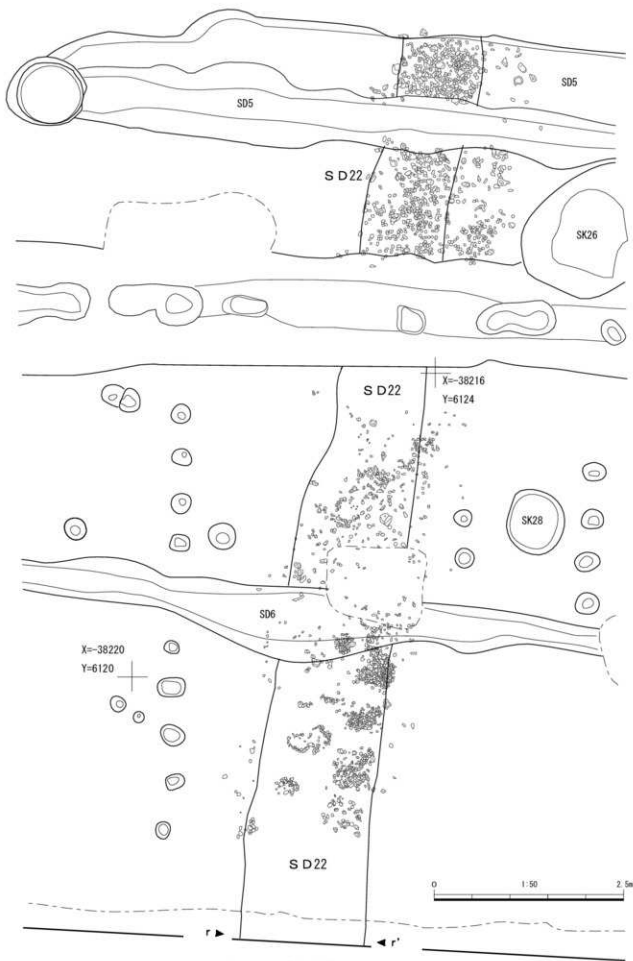 SD5
SD5
SD22
SK26
SD22
X=-38216
Y=6124
SK28
SD6
X=-38220
Y=6120
SD22
0 1:50 2.5m
r r'